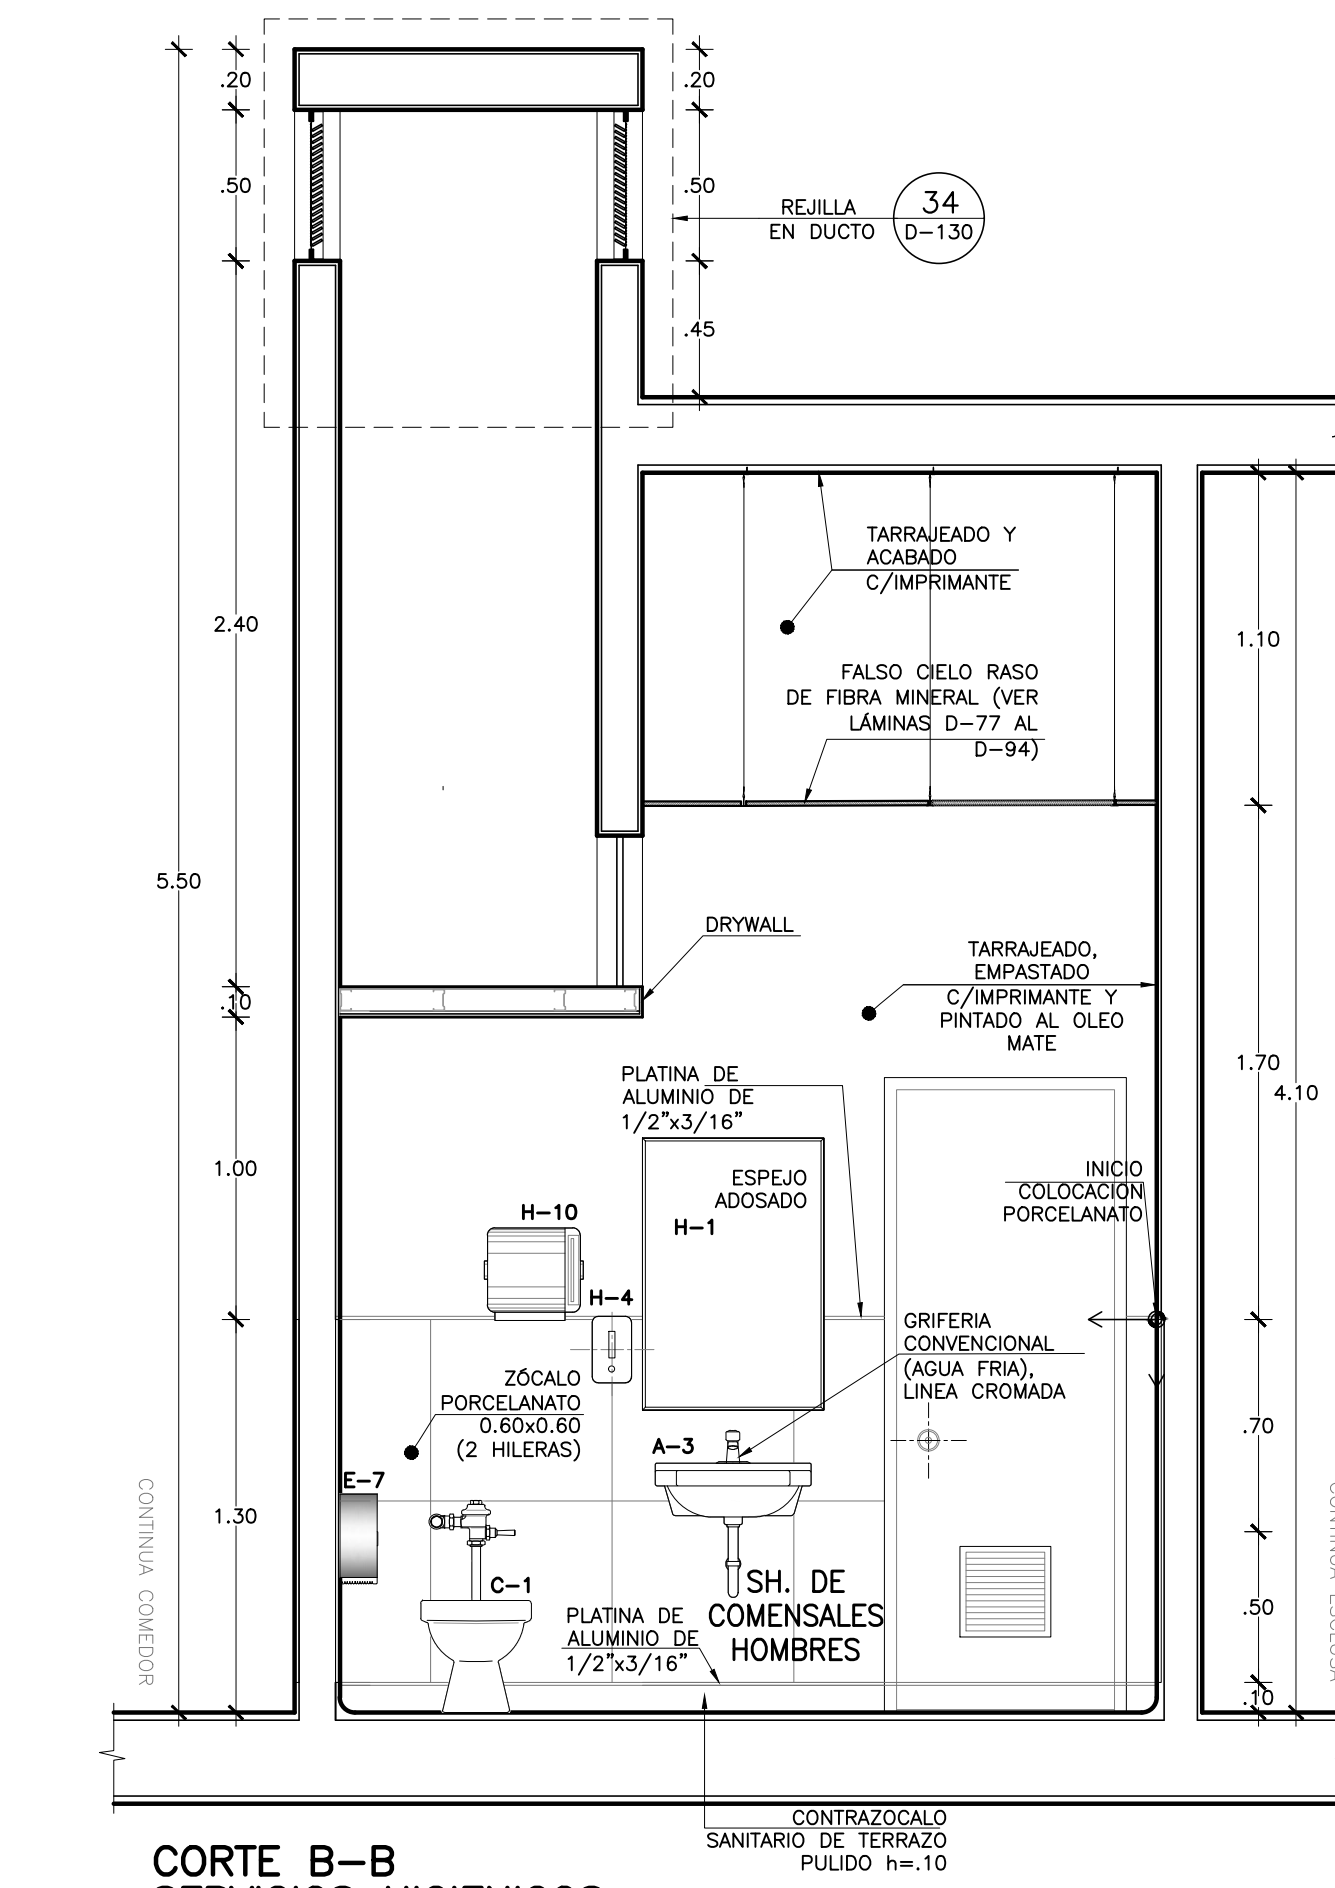 .20
.20
.50
.50
REJILLA
EN DUCTO
34
D-130
.45
TARRAJEADO Y
ACABADO
C/IMPRIMANTE
2.40
1.10
FALSO CIELO RASO
DE FIBRA MINERAL (VER
LÁMINAS D-77 AL
D-94)
5.50
DRYWALL
TARRAJEADO,
EMPASTADO
C/IMPRIMANTE Y
PINTADO AL OLEO
MATE
.10
1.70
4.10
PLATINA DE
ALUMINIO DE
1/2"x3/16"
1.00
ESPEJO
ADOSADO
H-1
INICIO
COLOCACION
PORCELANATO
H-10
H-4
GRIFERIA
CONVENCIONAL
(AGUA FRIA),
LINEA CROMADA
ZÓCALO
PORCELANATO
0.60x0.60
(2 HILERAS)
A-3
.70
E-7
CONTINUA COMEDOR
1.30
C-1
SH. DE
COMENSALES
HOMBRES
.50
PLATINA DE
ALUMINIO DE
1/2"x3/16"
.10
CONTRAZOCALO
SANITARIO DE TERRAZO
PULIDO h=.10
CORTE B-B